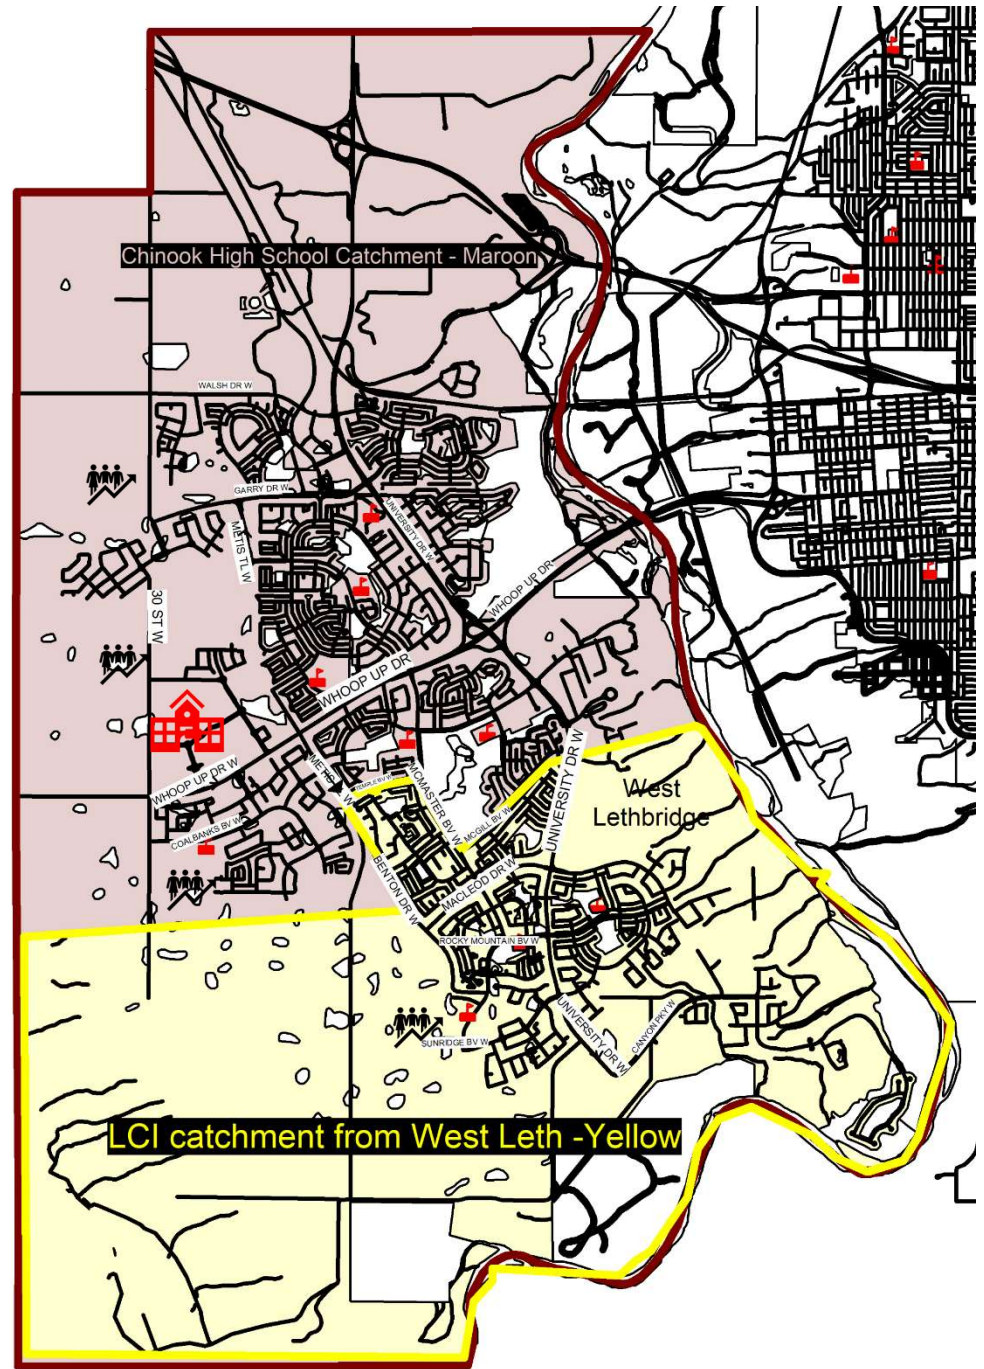 Chinook High School Catchment - Maroon
WALSH DR W
GARRY DR W
UNIVERSITY DR W
METIS TL W
WHOOP UP DR
30 ST W
WHOOP UP DR
UNIVERSITY DR W
WHOOP UP DR W
TEMPLE BV W
MCMASTER BV W
MCGILL BV W
West
Lethbridge
COALBANKS BV W
BENTON DR W
MACLEOD DR W
ROCKY MOUNTAIN BV W
UNIVERSITY DR W
CANYON PKY W
SUNRIDGE BV W
LCI catchment from West Leth -Yellow